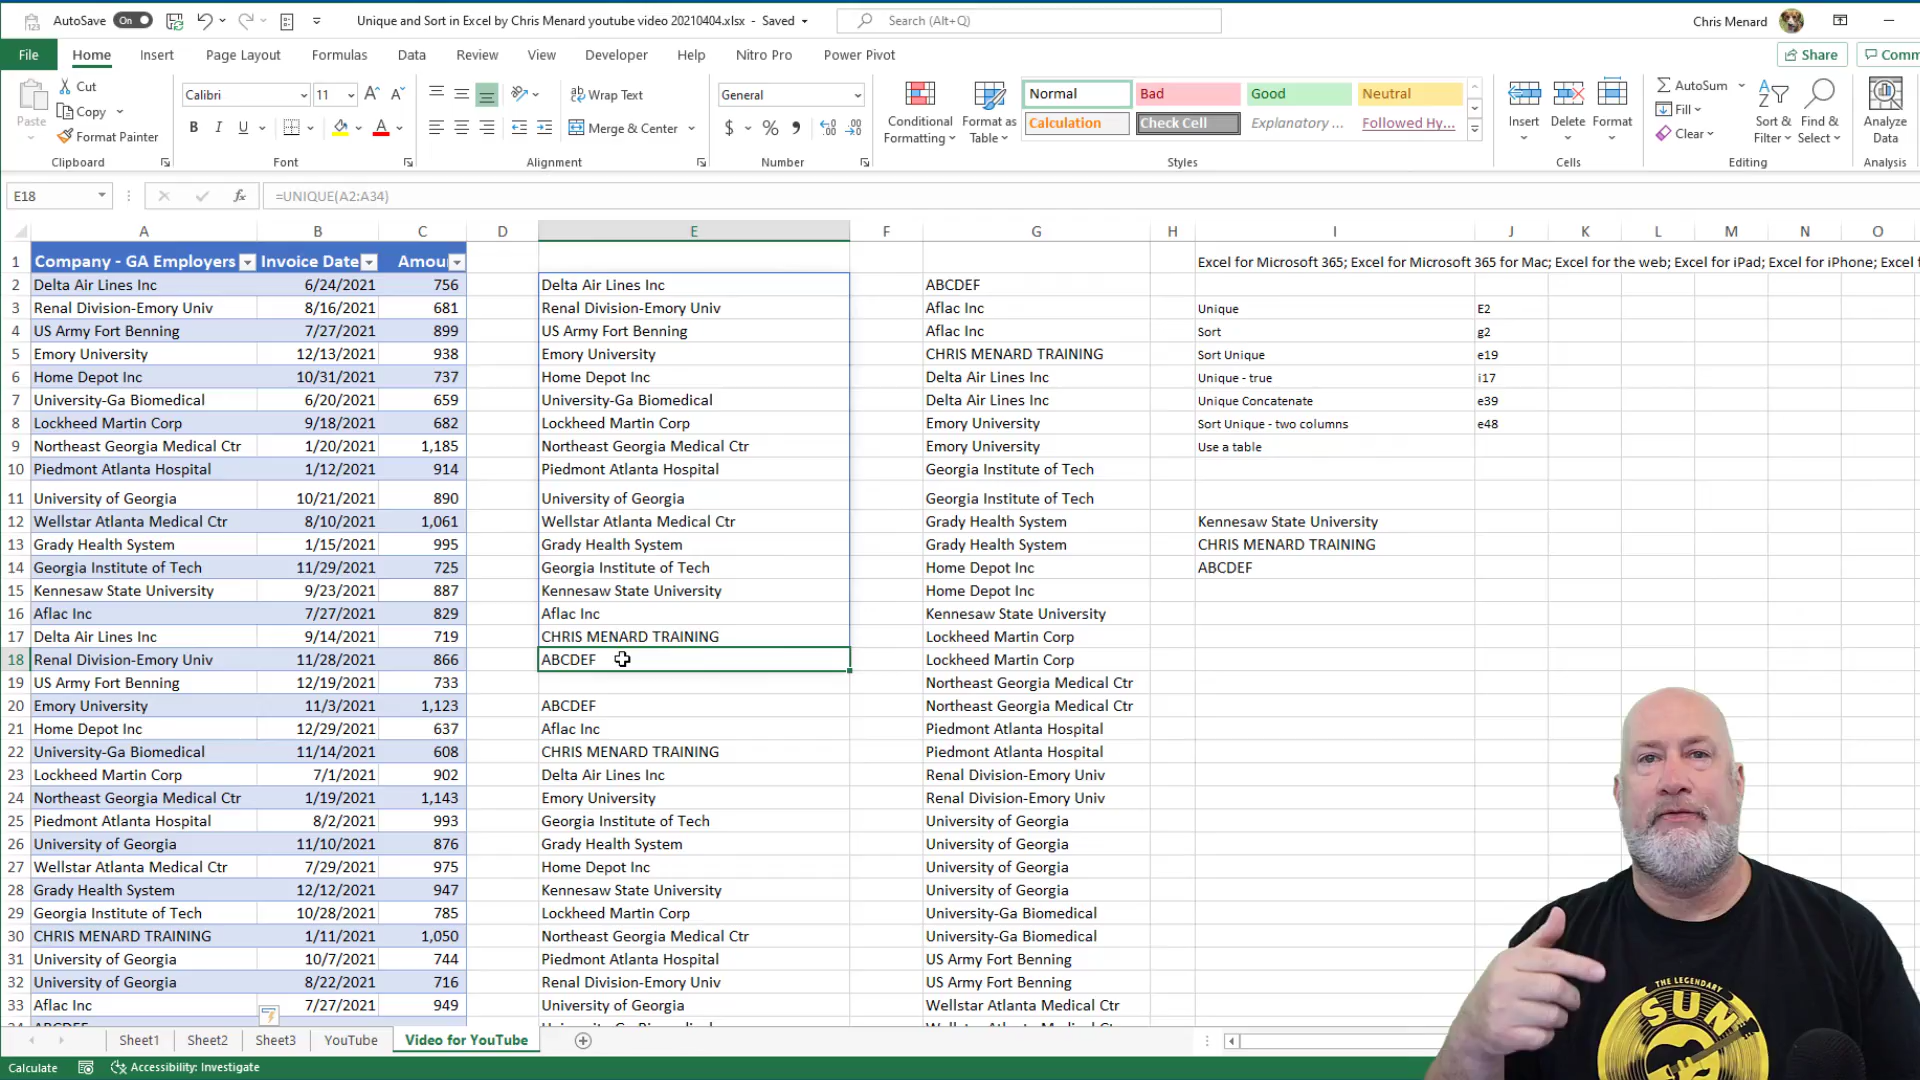 AutoSave On Unique and Sort in Excel by Chris Menard youtube video 20210404.xlsx - Saved Search (Alt+Q) Chris Menard
File Home Insert Page Layout Formulas Data Review View Developer Help Nitro Pro Power Pivot Share Comm
Paste Cut Copy Format Painter Clipboard
Calibri 11 B I U Font
Wrap Text Merge & Center Alignment
General $ % Number
Conditional Formatting Format as Table Normal Bad Good Neutral
Calculation Check Cell Explanatory ... Followed Hy... Styles
Insert Delete Format Cells
AutoSum Fill Clear Sort & Filter Find & Select Editing
Analyze Data Analysis
E18 fx =UNIQUE(A2:A34)
A B C D E F G H I J K L M N O
1 Company - GA Employers Invoice Date Amou Excel for Microsoft 365; Excel for Microsoft 365 for Mac; Excel for the web; Excel for iPad; Excel for iPhone; Excel f
2 Delta Air Lines Inc 6/24/2021 756 Delta Air Lines Inc ABCDEF
3 Renal Division-Emory Univ 8/16/2021 681 Renal Division-Emory Univ Aflac Inc Unique E2
4 US Army Fort Benning 7/27/2021 899 US Army Fort Benning Aflac Inc Sort g2
5 Emory University 12/13/2021 938 Emory University CHRIS MENARD TRAINING Sort Unique e19
6 Home Depot Inc 10/31/2021 737 Home Depot Inc Delta Air Lines Inc Unique - true i17
7 University-Ga Biomedical 6/20/2021 659 University-Ga Biomedical Delta Air Lines Inc Unique Concatenate e39
8 Lockheed Martin Corp 9/18/2021 682 Lockheed Martin Corp Emory University Sort Unique - two columns e48
9 Northeast Georgia Medical Ctr 1/20/2021 1,185 Northeast Georgia Medical Ctr Emory University Use a table
10 Piedmont Atlanta Hospital 1/12/2021 914 Piedmont Atlanta Hospital Georgia Institute of Tech
11 University of Georgia 10/21/2021 890 University of Georgia Georgia Institute of Tech
12 Wellstar Atlanta Medical Ctr 8/10/2021 1,061 Wellstar Atlanta Medical Ctr Grady Health System Kennesaw State University
13 Grady Health System 1/15/2021 995 Grady Health System Grady Health System CHRIS MENARD TRAINING
14 Georgia Institute of Tech 11/29/2021 725 Georgia Institute of Tech Home Depot Inc ABCDEF
15 Kennesaw State University 9/23/2021 887 Kennesaw State University Home Depot Inc
16 Aflac Inc 7/27/2021 829 Aflac Inc Kennesaw State University
17 Delta Air Lines Inc 9/14/2021 719 CHRIS MENARD TRAINING Lockheed Martin Corp
18 Renal Division-Emory Univ 11/28/2021 866 ABCDEF Lockheed Martin Corp
19 US Army Fort Benning 12/19/2021 733 Northeast Georgia Medical Ctr
20 Emory University 11/3/2021 1,123 ABCDEF Northeast Georgia Medical Ctr
21 Home Depot Inc 12/29/2021 637 Aflac Inc Piedmont Atlanta Hospital
22 University-Ga Biomedical 11/14/2021 608 CHRIS MENARD TRAINING Piedmont Atlanta Hospital
23 Lockheed Martin Corp 7/1/2021 902 Delta Air Lines Inc Renal Division-Emory Univ
24 Northeast Georgia Medical Ctr 1/19/2021 1,143 Emory University Renal Division-Emory Univ
25 Piedmont Atlanta Hospital 8/2/2021 993 Georgia Institute of Tech University of Georgia
26 University of Georgia 11/10/2021 876 Grady Health System University of Georgia
27 Wellstar Atlanta Medical Ctr 7/29/2021 975 Home Depot Inc University of Georgia
28 Grady Health System 12/12/2021 947 Kennesaw State University University of Georgia
29 Georgia Institute of Tech 10/28/2021 785 Lockheed Martin Corp University-Ga Biomedical
30 CHRIS MENARD TRAINING 1/11/2021 1,050 Northeast Georgia Medical Ctr University-Ga Biomedical
31 University of Georgia 10/7/2021 744 Piedmont Atlanta Hospital US Army Fort Benning
32 University of Georgia 8/22/2021 716 Renal Division-Emory Univ US Army Fort Benning
33 Aflac Inc 7/27/2021 949 University of Georgia Wellstar Atlanta Medical Ctr
Sheet1 Sheet2 Sheet3 YouTube Video for YouTube
Calculate Accessibility: Investigate
THE LEGENDARY
SUN